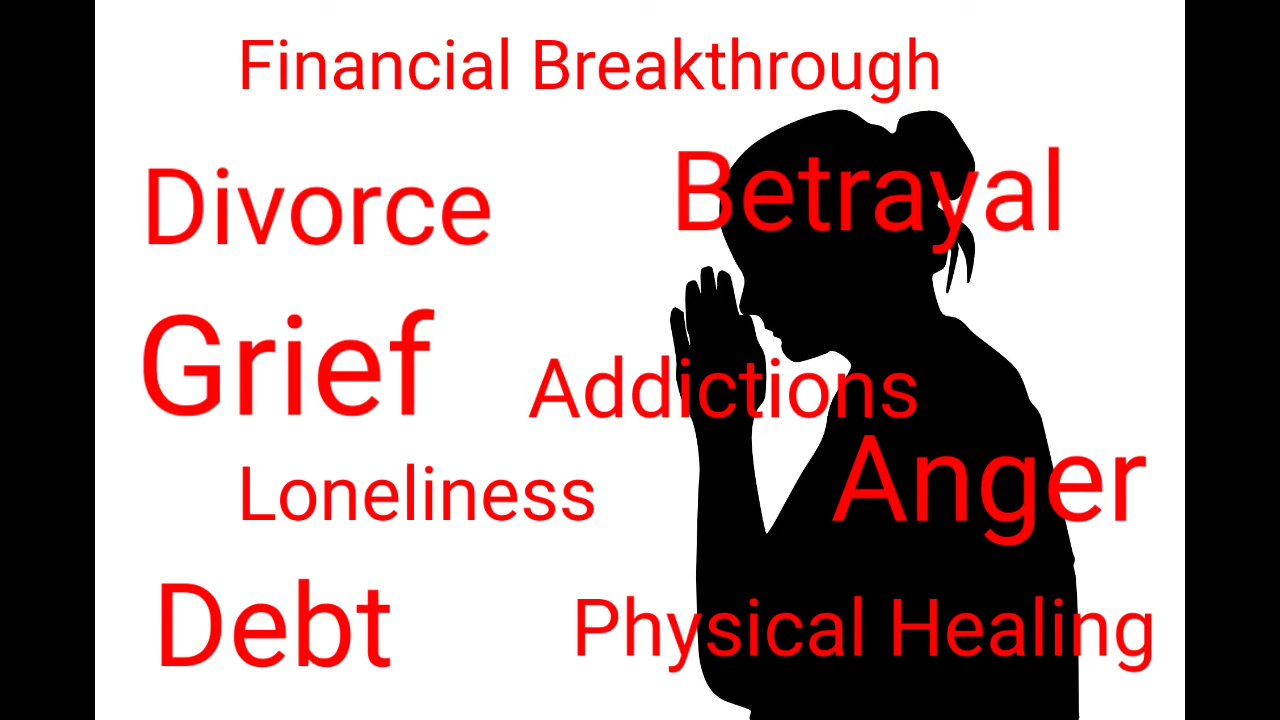 Financial Breakthrough
Divorce
Betrayal
Grief
Addictions
Loneliness
Anger
Debt
Physical Healing